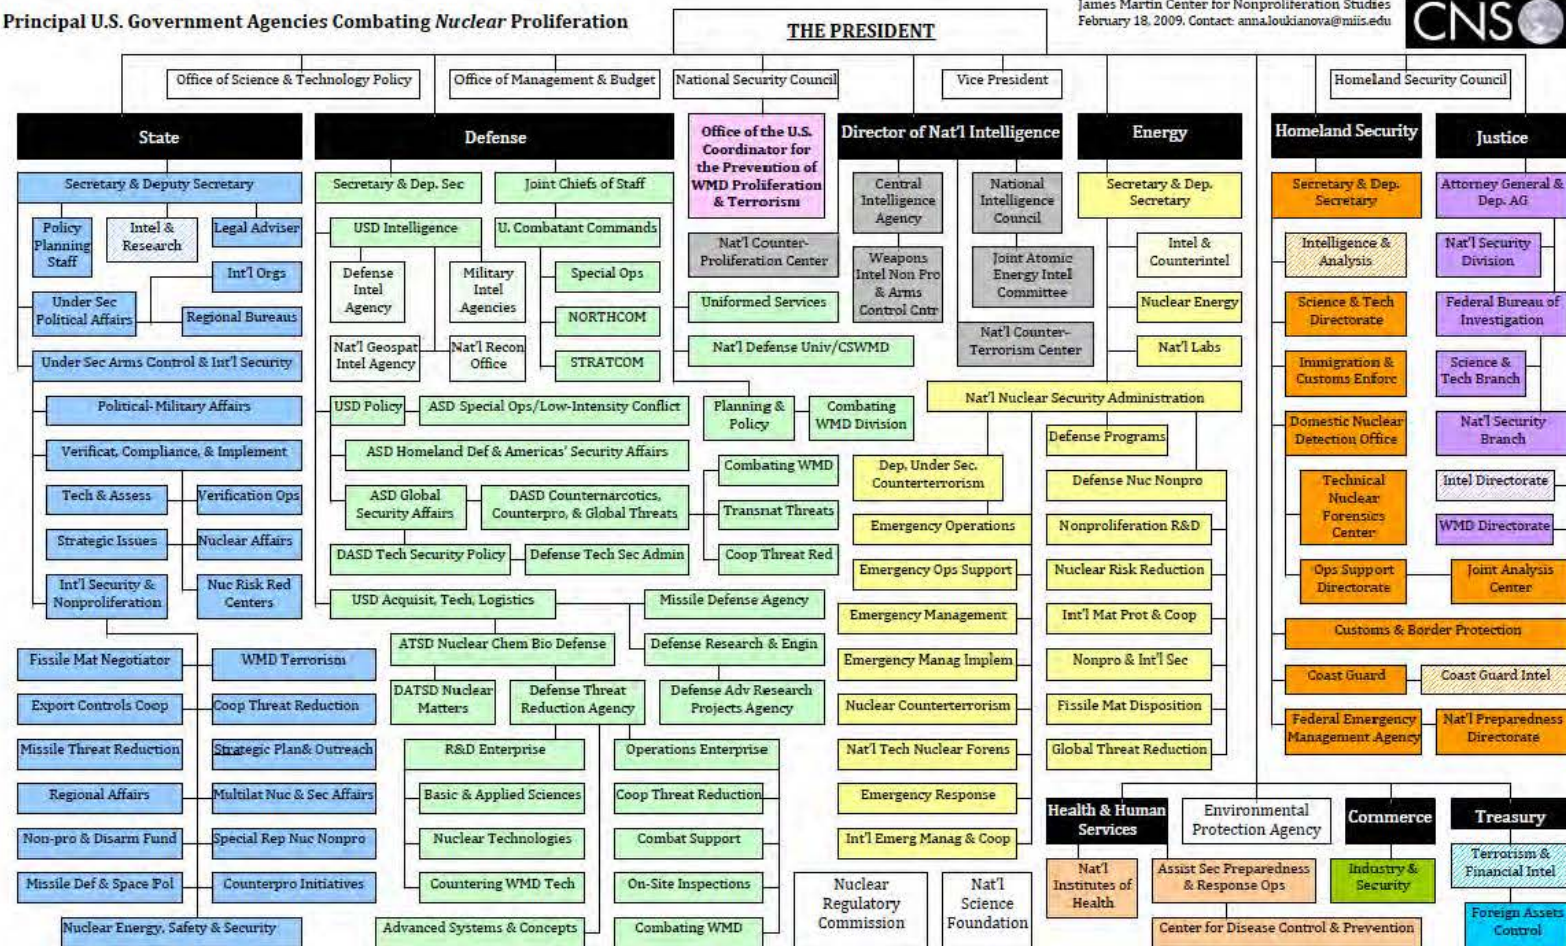 Principal U.S. Government Agencies Combating Nuclear Proliferation
James Martin Center for Nonproliferation Studies
February 18, 2009. Contact: anna.loukianova@miis.edu
CNS
THE PRESIDENT
Office of Science & Technology Policy
Office of Management & Budget
National Security Council
Vice President
Homeland Security Council
State
Secretary & Deputy Secretary
Policy
Planning
Staff
Intel &
Research
Legal Adviser
Int'l Orgs
Under Sec
Political Affairs
Regional Bureaus
Under Sec Arms Control & Int'l Security
Political-Military Affairs
Verificat, Compliance, & Implement
Tech & Assess
Verification Ops
Strategic Issues
Nuclear Affairs
Int'l Security &
Nonproliferation
Nuc Risk Red
Centers
Fissile Mat Negotiator
WMD Terrorism
Export Controls Coop
Coop Threat Reduction
Missile Threat Reduction
Strategic Plan& Outreach
Regional Affairs
Multilat Nuc & Sec Affairs
Non-pro & Disarm Fund
Special Rep Nuc Nonpro
Missile Def & Space Pol
Counterpro Initiatives
Nuclear Energy, Safety & Security
Defense
Secretary & Dep. Sec
Joint Chiefs of Staff
USD Intelligence
U. Combatant Commands
Defense
Intel
Agency
Military
Intel
Agencies
Special Ops
NORTHCOM
Nat'l Geospat
Intel Agency
Nat'l Recon
Office
STRATCOM
USD Policy
ASD Special Ops/Low-Intensity Conflict
ASD Homeland Def & Americas' Security Affairs
ASD Global
Security Affairs
DASD Counternarcotics,
Counterpro, & Global Threats
DASD Tech Security Policy
Defense Tech Sec Admin
USD Acquisit, Tech, Logistics
Missile Defense Agency
ATSD Nuclear Chem Bio Defense
Defense Research & Engin
DATSD Nuclear
Matters
Defense Threat
Reduction Agency
Defense Adv Research
Projects Agency
R&D Enterprise
Operations Enterprise
Basic & Applied Sciences
Coop Threat Reduction
Nuclear Technologies
Combat Support
Countering WMD Tech
On-Site Inspections
Advanced Systems & Concepts
Combating WMD
Office of the U.S.
Coordinator for
the Prevention of
WMD Proliferation
& Terrorism
Nat'l Counter-
Proliferation Center
Uniformed Services
Nat'l Defense Univ/CSWMD
Planning &
Policy
Combating
WMD Division
Combating WMD
Transnat Threats
Coop Threat Red
Director of Nat'l Intelligence
Central
Intelligence
Agency
National
Intelligence
Council
Weapons
Intel Non Pro
& Arms
Control Cntr
Joint Atomic
Energy Intel
Committee
Nat'l Counter-
Terrorism Center
Energy
Secretary & Dep.
Secretary
Intel &
Counterintel
Nuclear Energy
Nat'l Labs
Nat'l Nuclear Security Administration
Defense Programs
Dep, Under Sec.
Counterterrorism
Defense Nuc Nonpro
Emergency Operations
Nonproliferation R&D
Emergency Ops Support
Nuclear Risk Reduction
Emergency Management
Int'l Mat Prot & Coop
Emergency Manag Implem
Nonpro & Int'l Sec
Nuclear Counterterrorism
Fissile Mat Disposition
Nat'l Tech Nuclear Forens
Global Threat Reduction
Emergency Response
Int'l Emerg Manag & Coop
Nuclear
Regulatory
Commission
Nat'l
Science
Foundation
Homeland Security
Secretary & Dep.
Secretary
Intelligence &
Analysis
Science & Tech
Directorate
Immigration &
Customs Enforc
Domestic Nuclear
Detection Office
Technical
Nuclear
Forensics
Center
Ops Support
Directorate
Joint Analysis
Center
Customs & Border Protection
Coast Guard
Coast Guard Intel
Federal Emergency
Management Agency
Nat'l Preparedness
Directorate
Justice
Attorney General &
Dep. AG
Nat'l Security
Division
Federal Bureau of
Investigation
Science &
Tech Branch
Nat'l Security
Branch
Intel Directorate
WMD Directorate
Health & Human
Services
Environmental
Protection Agency
Commerce
Treasury
Nat'l
Institutes of
Health
Assist Sec Preparedness
& Response Ops
Industry &
Security
Terrorism &
Financial Intel
Center for Disease Control & Prevention
Foreign Assets
Control